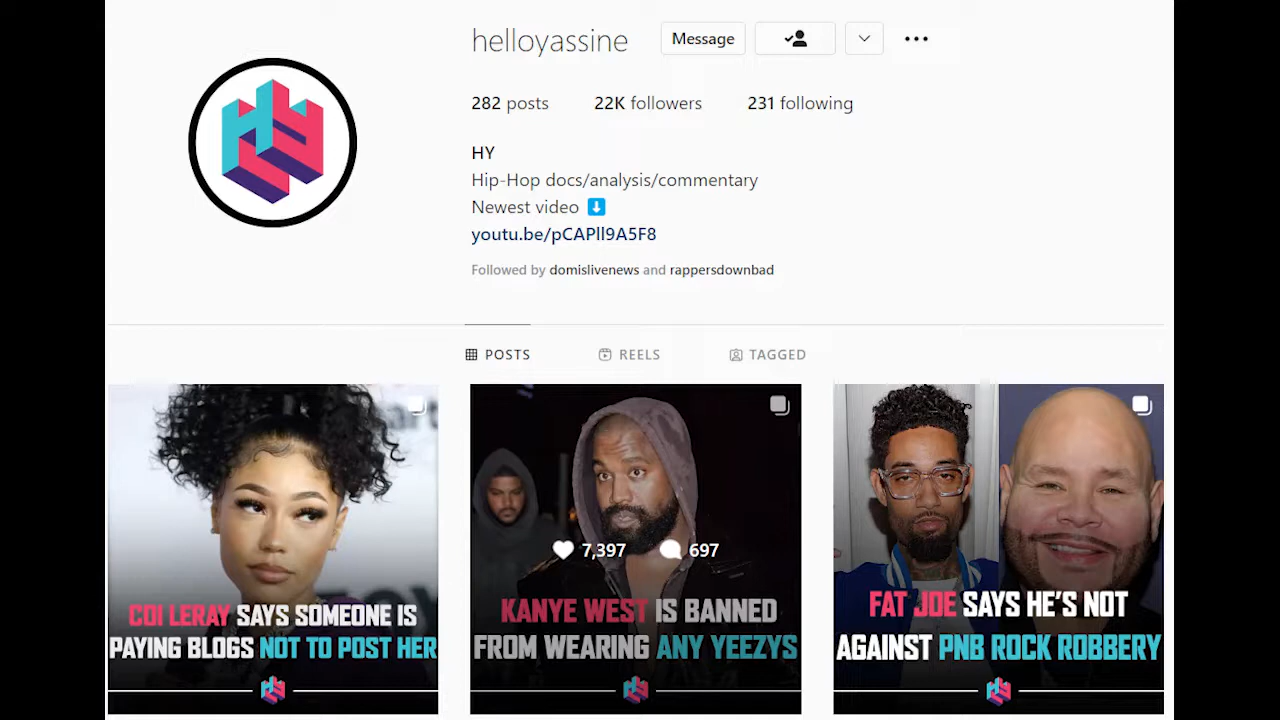 helloyassine
Message
282 posts
22K followers
231 following
HY
Hip-Hop docs/analysis/commentary
Newest video
youtu.be/pCAPll9A5F8
Followed by domislivenews and rappersdownbad
POSTS
REELS
TAGGED
COI LERAY SAYS SOMEONE IS
PAYING BLOGS NOT TO POST HER
7,397 697
KANYE WEST IS BANNED
FROM WEARING ANY YEEZYS
FAT JOE SAYS HE'S NOT
AGAINST PNB ROCK ROBBERY